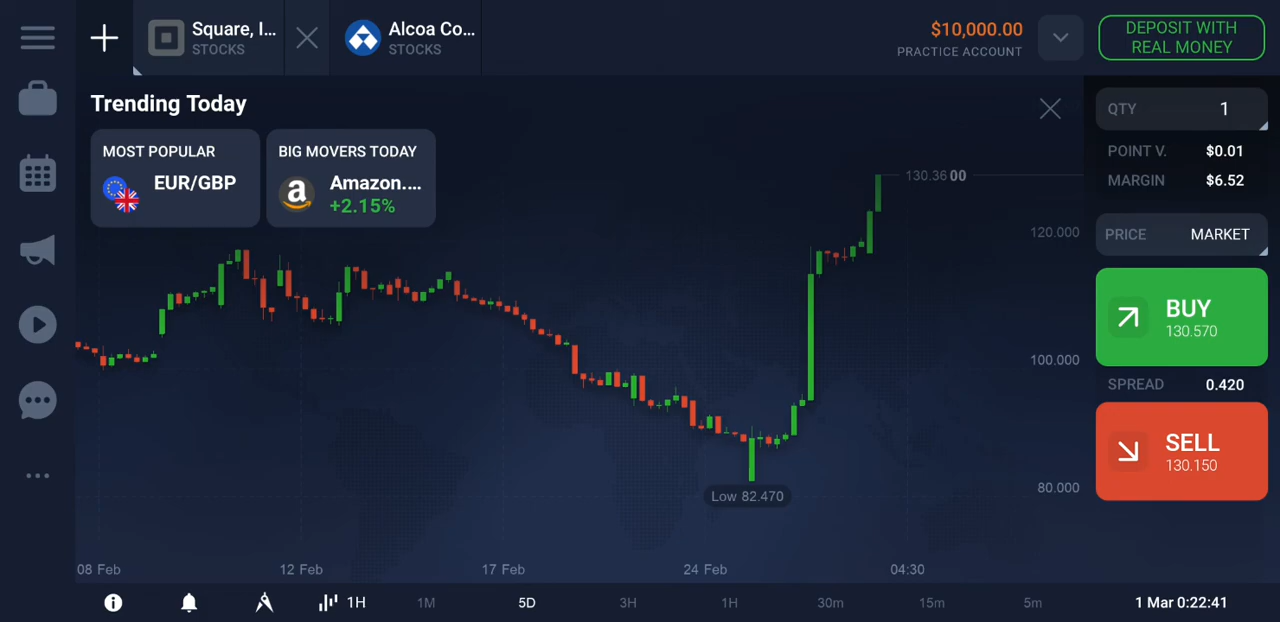 Square, I...
STOCKS
Alcoa Co...
STOCKS
$10,000.00
PRACTICE ACCOUNT
DEPOSIT WITH
REAL MONEY
Trending Today
MOST POPULAR
EUR/GBP
BIG MOVERS TODAY
a
Amazon....
+2.15%
130.3600
120.000
100.000
80.000
Low 82.470
08 Feb
12 Feb
17 Feb
24 Feb
04:30
QTY 1
POINT V. $0.01
MARGIN $6.52
PRICE MARKET
BUY
130.570
SPREAD 0.420
SELL
130.150
1H
1M
5D
3H
1H
30m
15m
5m
1 Mar 0:22:41